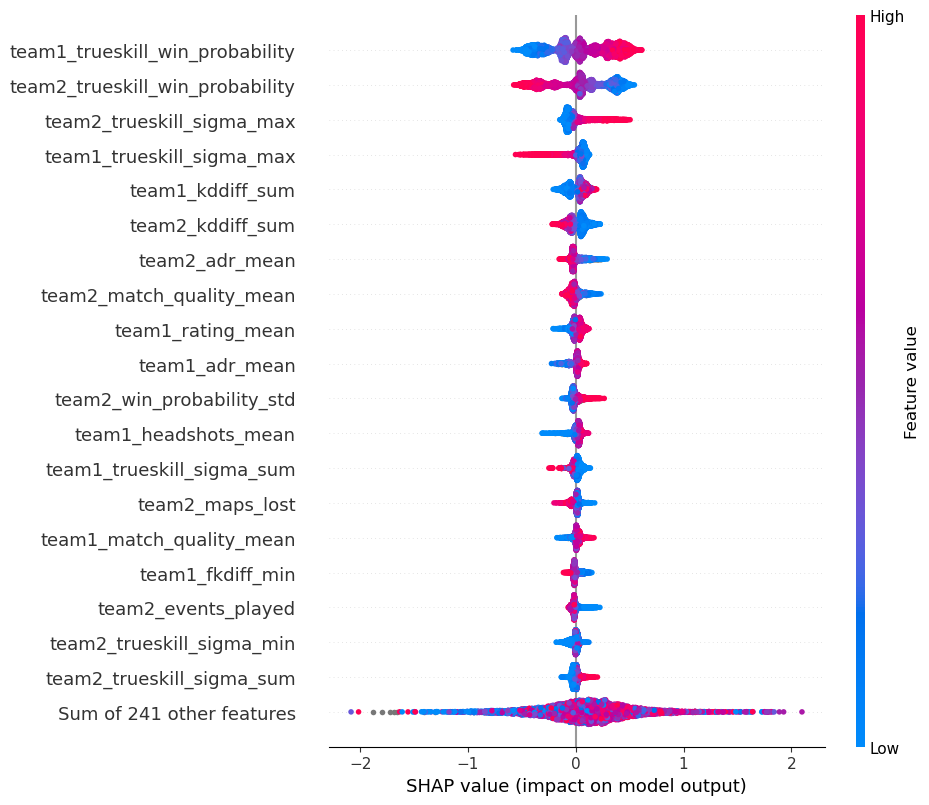 High
team1_trueskill_win_probability
team2_trueskill_win_probability
team2_trueskill_sigma_max
team1_trueskill_sigma_max
team1_kddiff_sum
team2_kddiff_sum
team2_adr_mean
team2_match_quality_mean
team1_rating_mean
team1_adr_mean
team2_win_probability_std
team1_headshots_mean
team1_trueskill_sigma_sum
team2_maps_lost
team1_match_quality_mean
team1_fkdiff_min
team2_events_played
team2_trueskill_sigma_min
team2_trueskill_sigma_sum
Sum of 241 other features
Feature value
Low
−2 −1 0 1 2
SHAP value (impact on model output)